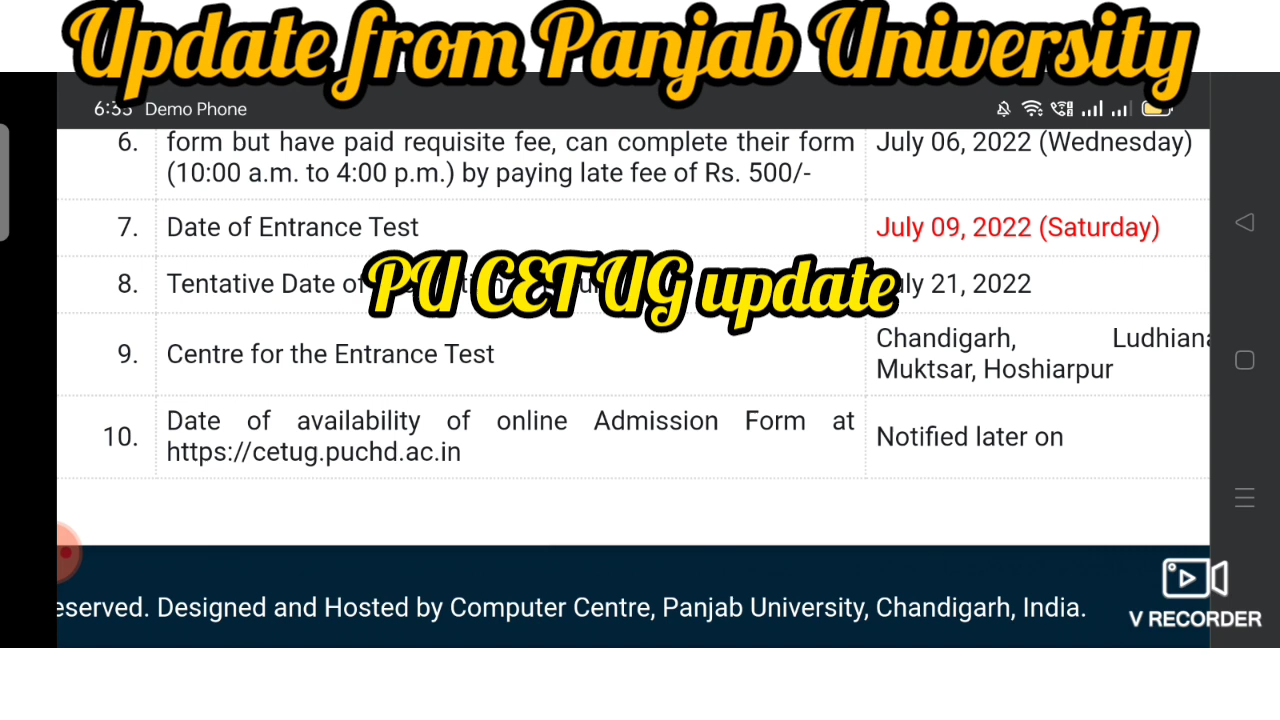 Update from Panjab University
6:35 Demo Phone
6. form but have paid requisite fee, can complete their form July 06, 2022 (Wednesday)
(10:00 a.m. to 4:00 p.m.) by paying late fee of Rs. 500/-
7. Date of Entrance Test July 09, 2022 (Saturday)
8. Tentative Date of 21, 2022
PU CET UG update
9. Centre for the Entrance Test
Chandigarh,
Muktsar, Hoshiarpur
10. Date of availability of online Admission Form at
https://cetug.puchd.ac.in
Notified later on
Designed and Hosted by Computer Centre, Panjab University, Chandigarh, India.
V RECORDER